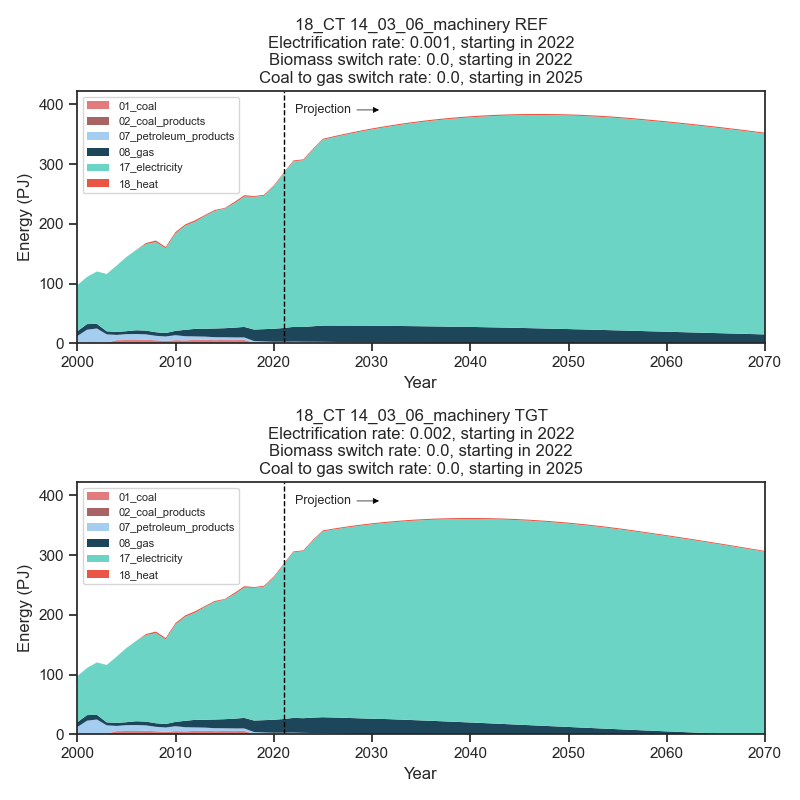 18_CT 14_03_06_machinery REF
Electrification rate: 0.001, starting in 2022
Biomass switch rate: 0.0, starting in 2022
Coal to gas switch rate: 0.0, starting in 2025
400
300
200
100
0
Energy (PJ)
01_coal
02_coal_products
07_petroleum_products
08_gas
17_electricity
18_heat
Projection
2000 2010 2020 2030 2040 2050 2060 2070
Year
18_CT 14_03_06_machinery TGT
Electrification rate: 0.002, starting in 2022
Biomass switch rate: 0.0, starting in 2022
Coal to gas switch rate: 0.0, starting in 2025
400
300
200
100
0
Energy (PJ)
01_coal
02_coal_products
07_petroleum_products
08_gas
17_electricity
18_heat
Projection
2000 2010 2020 2030 2040 2050 2060 2070
Year